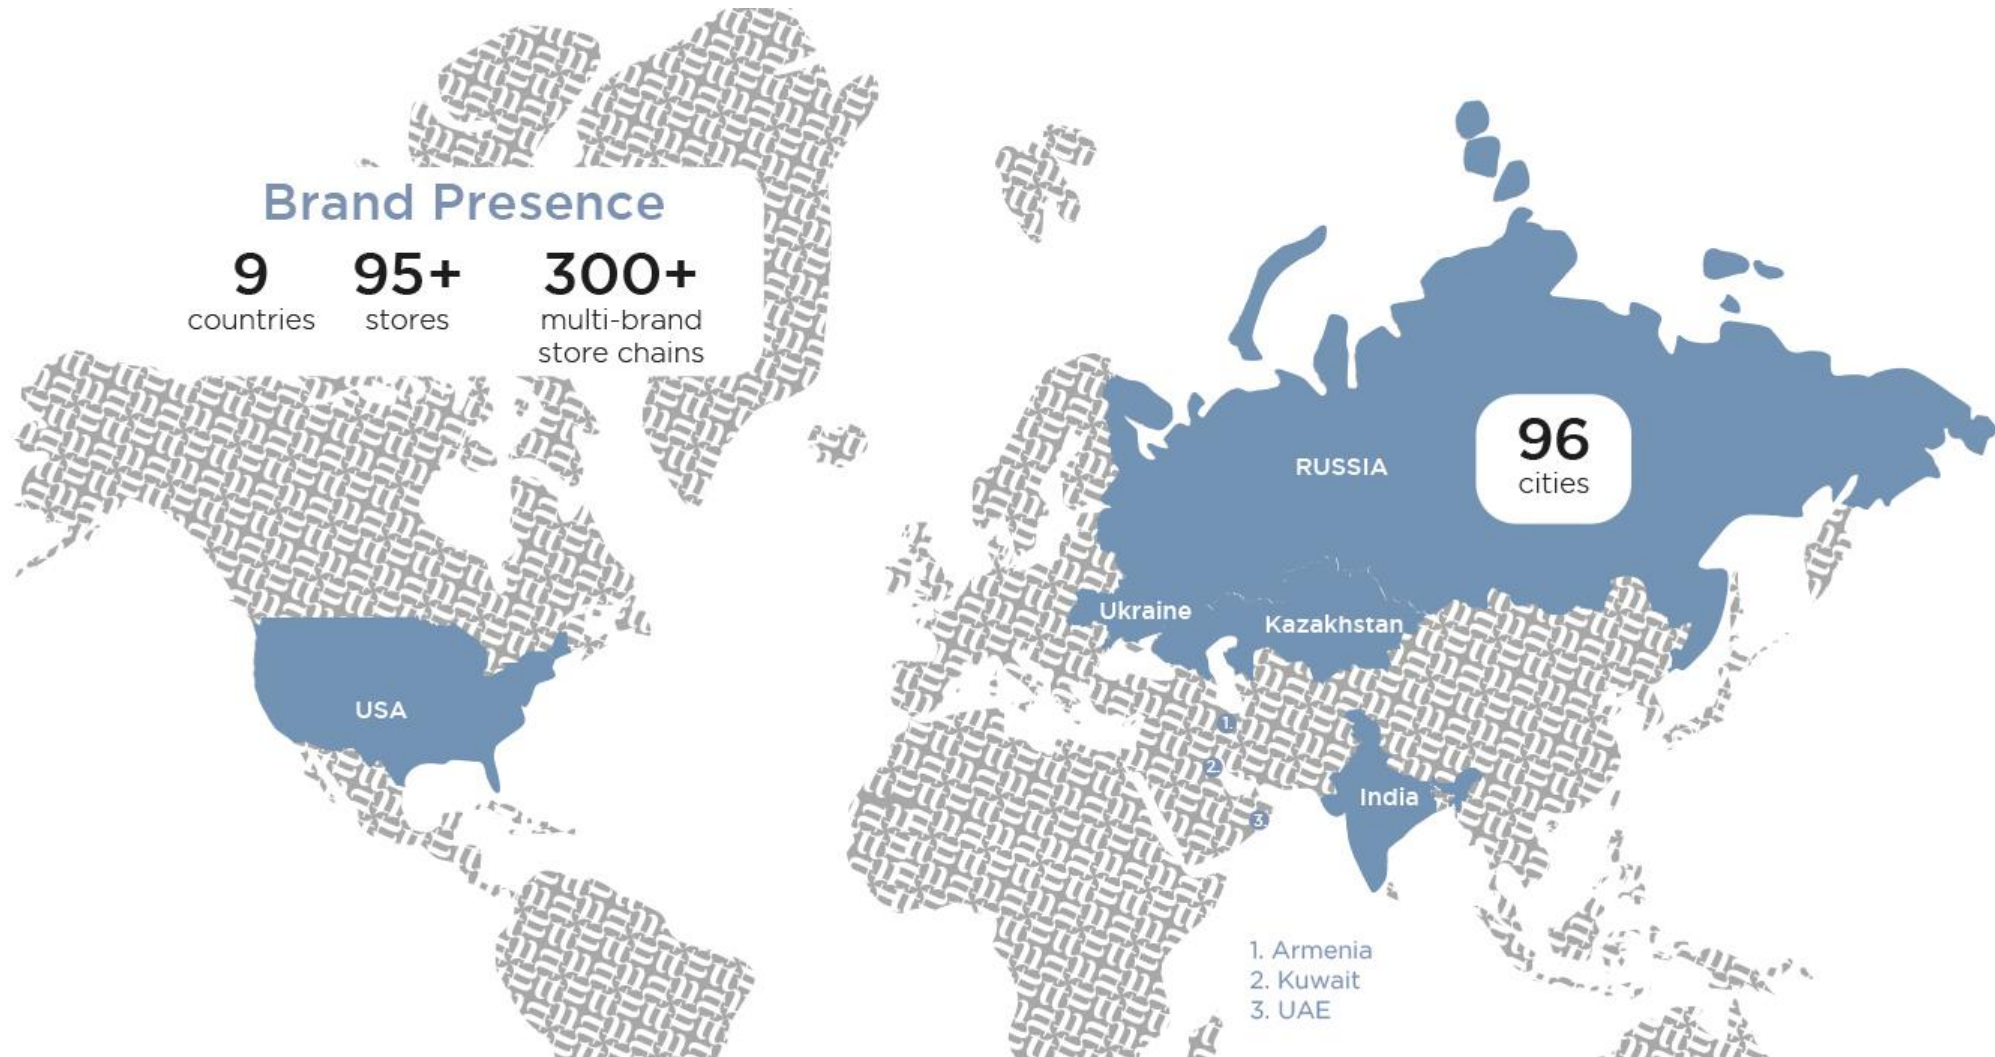 Brand Presence
9 95+ 300+
countries stores multi-brand
store chains
96
cities
RUSSIA
Ukraine
Kazakhstan
USA
1.
2.
India
3.
1. Armenia
2. Kuwait
3. UAE